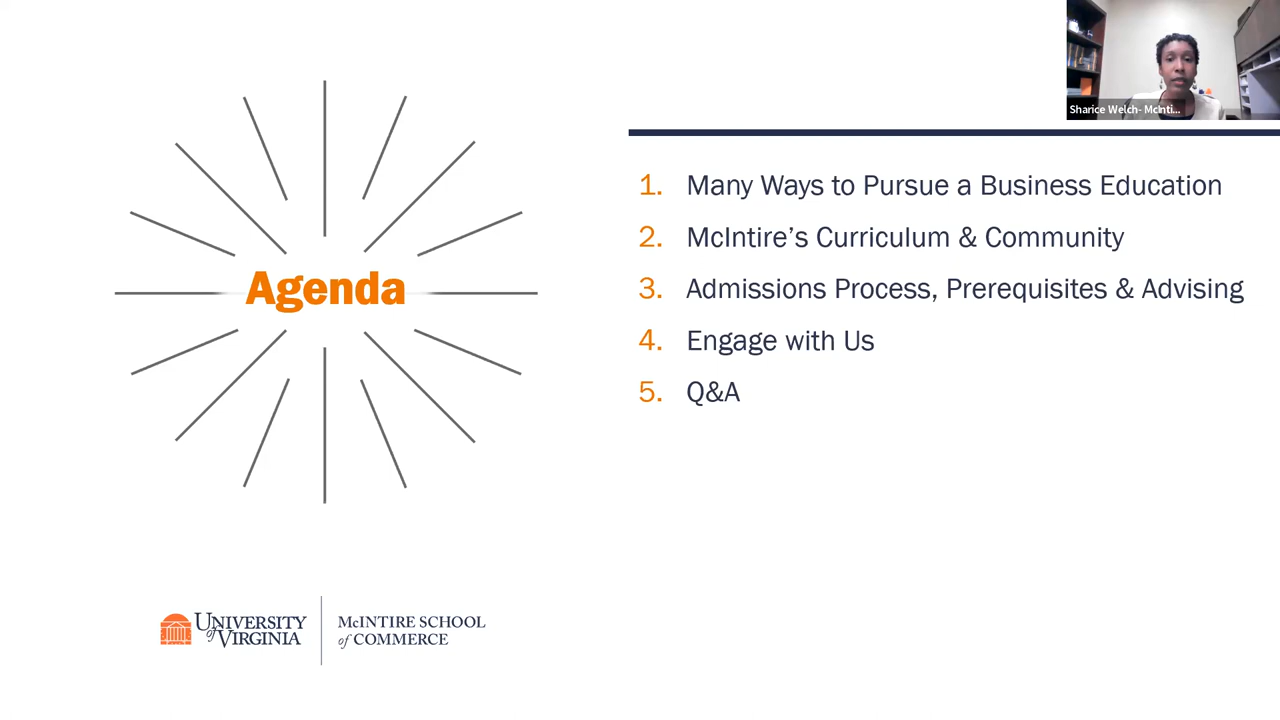 Sharice Welch- McInti...
Agenda
1. Many Ways to Pursue a Business Education
2. McIntire’s Curriculum & Community
3. Admissions Process, Prerequisites & Advising
4. Engage with Us
5. Q&A
UNIVERSITY
of VIRGINIA
McINTIRE SCHOOL
of COMMERCE